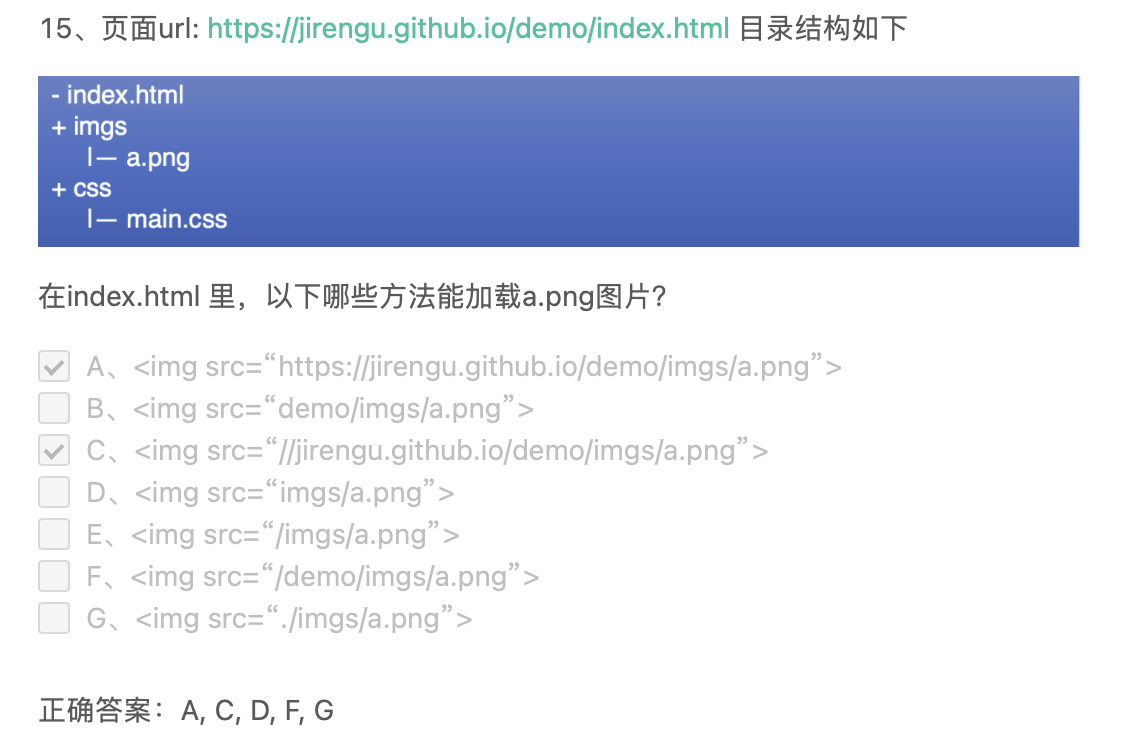 15、页面url: https://jirengu.github.io/demo/index.html 目录结构如下
- index.html
+ imgs
|— a.png
+ css
|— main.css
在index.html 里，以下哪些方法能加载a.png图片?
A、<img src=“https://jirengu.github.io/demo/imgs/a.png”>
B、<img src=“demo/imgs/a.png”>
C、<img src=“//jirengu.github.io/demo/imgs/a.png”>
D、<img src=“imgs/a.png”>
E、<img src=“/imgs/a.png”>
F、<img src=“/demo/imgs/a.png”>
G、<img src=“./imgs/a.png”>
正确答案：A, C, D, F, G